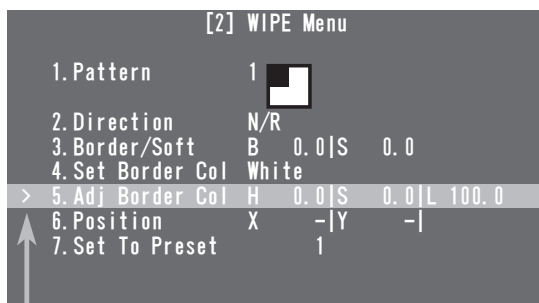 [2] WIPE Menu
1.Pattern 1
2.Direction N/R
3.Border/Soft B 0.0|S 0.0
4.Set Border Col White
> 5.Adj Border Col H 0.0|S 0.0|L 100.0
6.Position X -|Y -|
7.Set To Preset 1